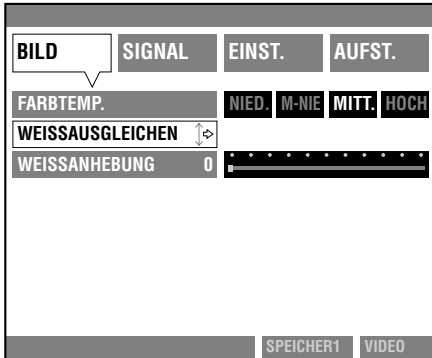 BILD SIGNAL EINST. AUFST.
FARBTEMP. NIED. M-NIE MITT. HOCH
WEISSAUSGLEICHEN
WEISSANHEBUNG 0
SPEICHER1 VIDEO